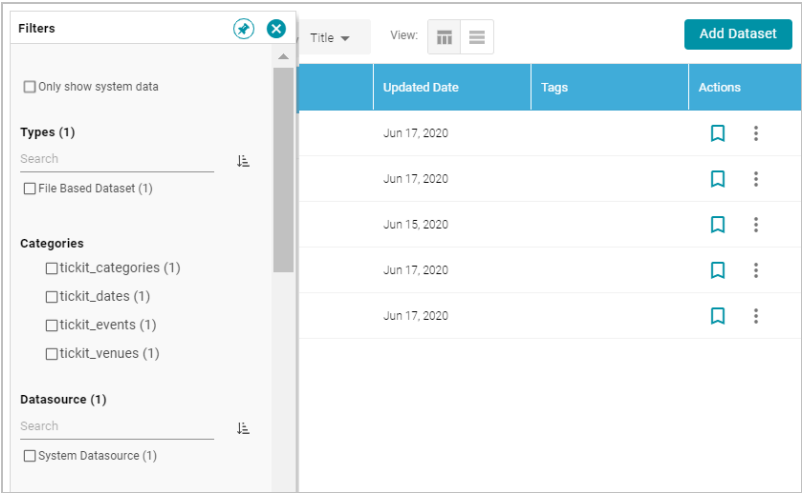 Filters
Title
View:
Add Dataset
Only show system data
Updated Date
Tags
Actions
Types (1)
Search
File Based Dataset (1)
Jun 17, 2020
Jun 17, 2020
Jun 15, 2020
Jun 17, 2020
Jun 17, 2020
Categories
tickit_categories (1)
tickit_dates (1)
tickit_events (1)
tickit_venues (1)
Datasource (1)
Search
System Datasource (1)